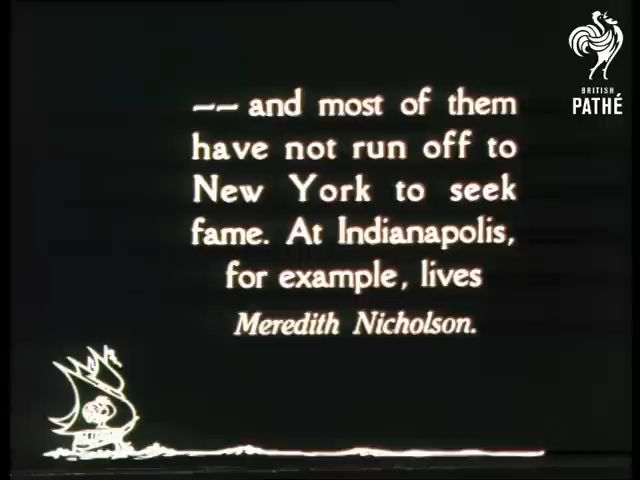 BRITISH
PATHÉ
-- and most of them
have not run off to
New York to seek
fame. At Indianapolis,
for example, lives
Meredith Nicholson.